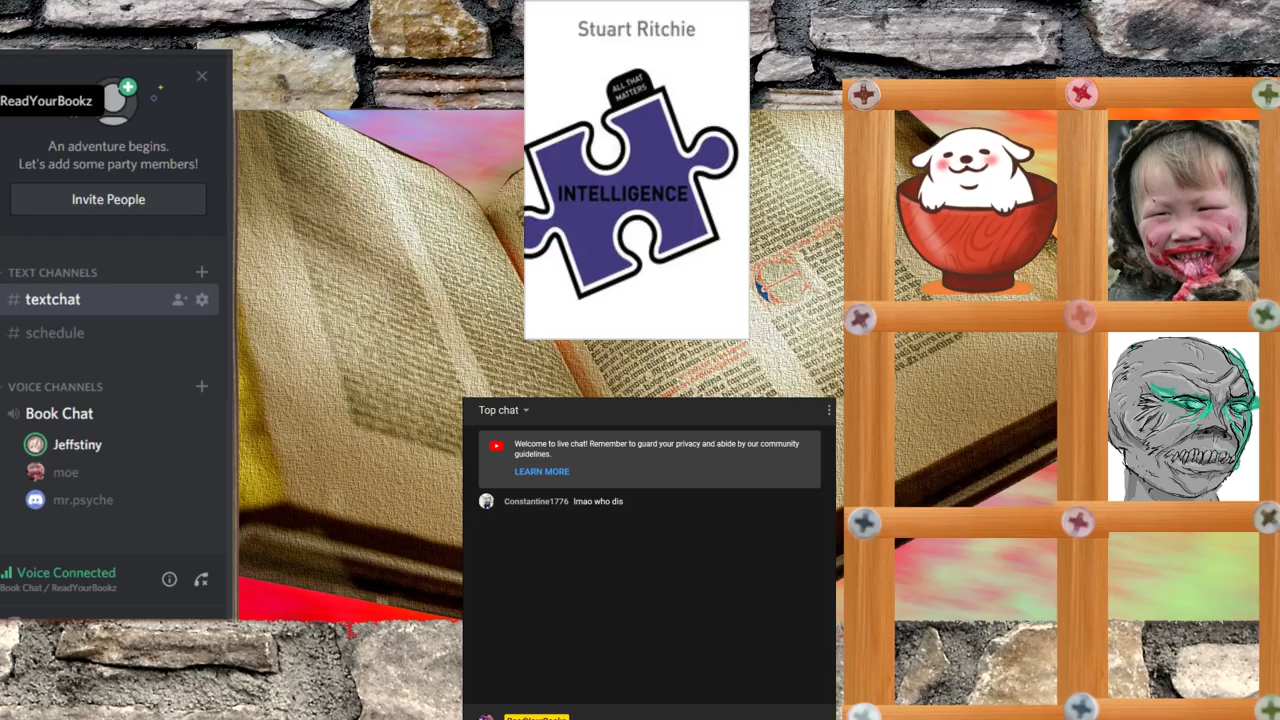 ReadYourBookz
An adventure begins.
Let's add some party members!
Invite People
TEXT CHANNELS
# textchat
# schedule
VOICE CHANNELS
Book Chat
Jeffstiny
moe
mr.psyche
Voice Connected
Book Chat / ReadYourBookz
Stuart Ritchie
ALL THAT
MATTERS
INTELLIGENCE
Top chat
Welcome to live chat! Remember to guard your privacy and abide by our community
guidelines.
LEARN MORE
Constantine1776 lmao who dis
ReadYourBookz